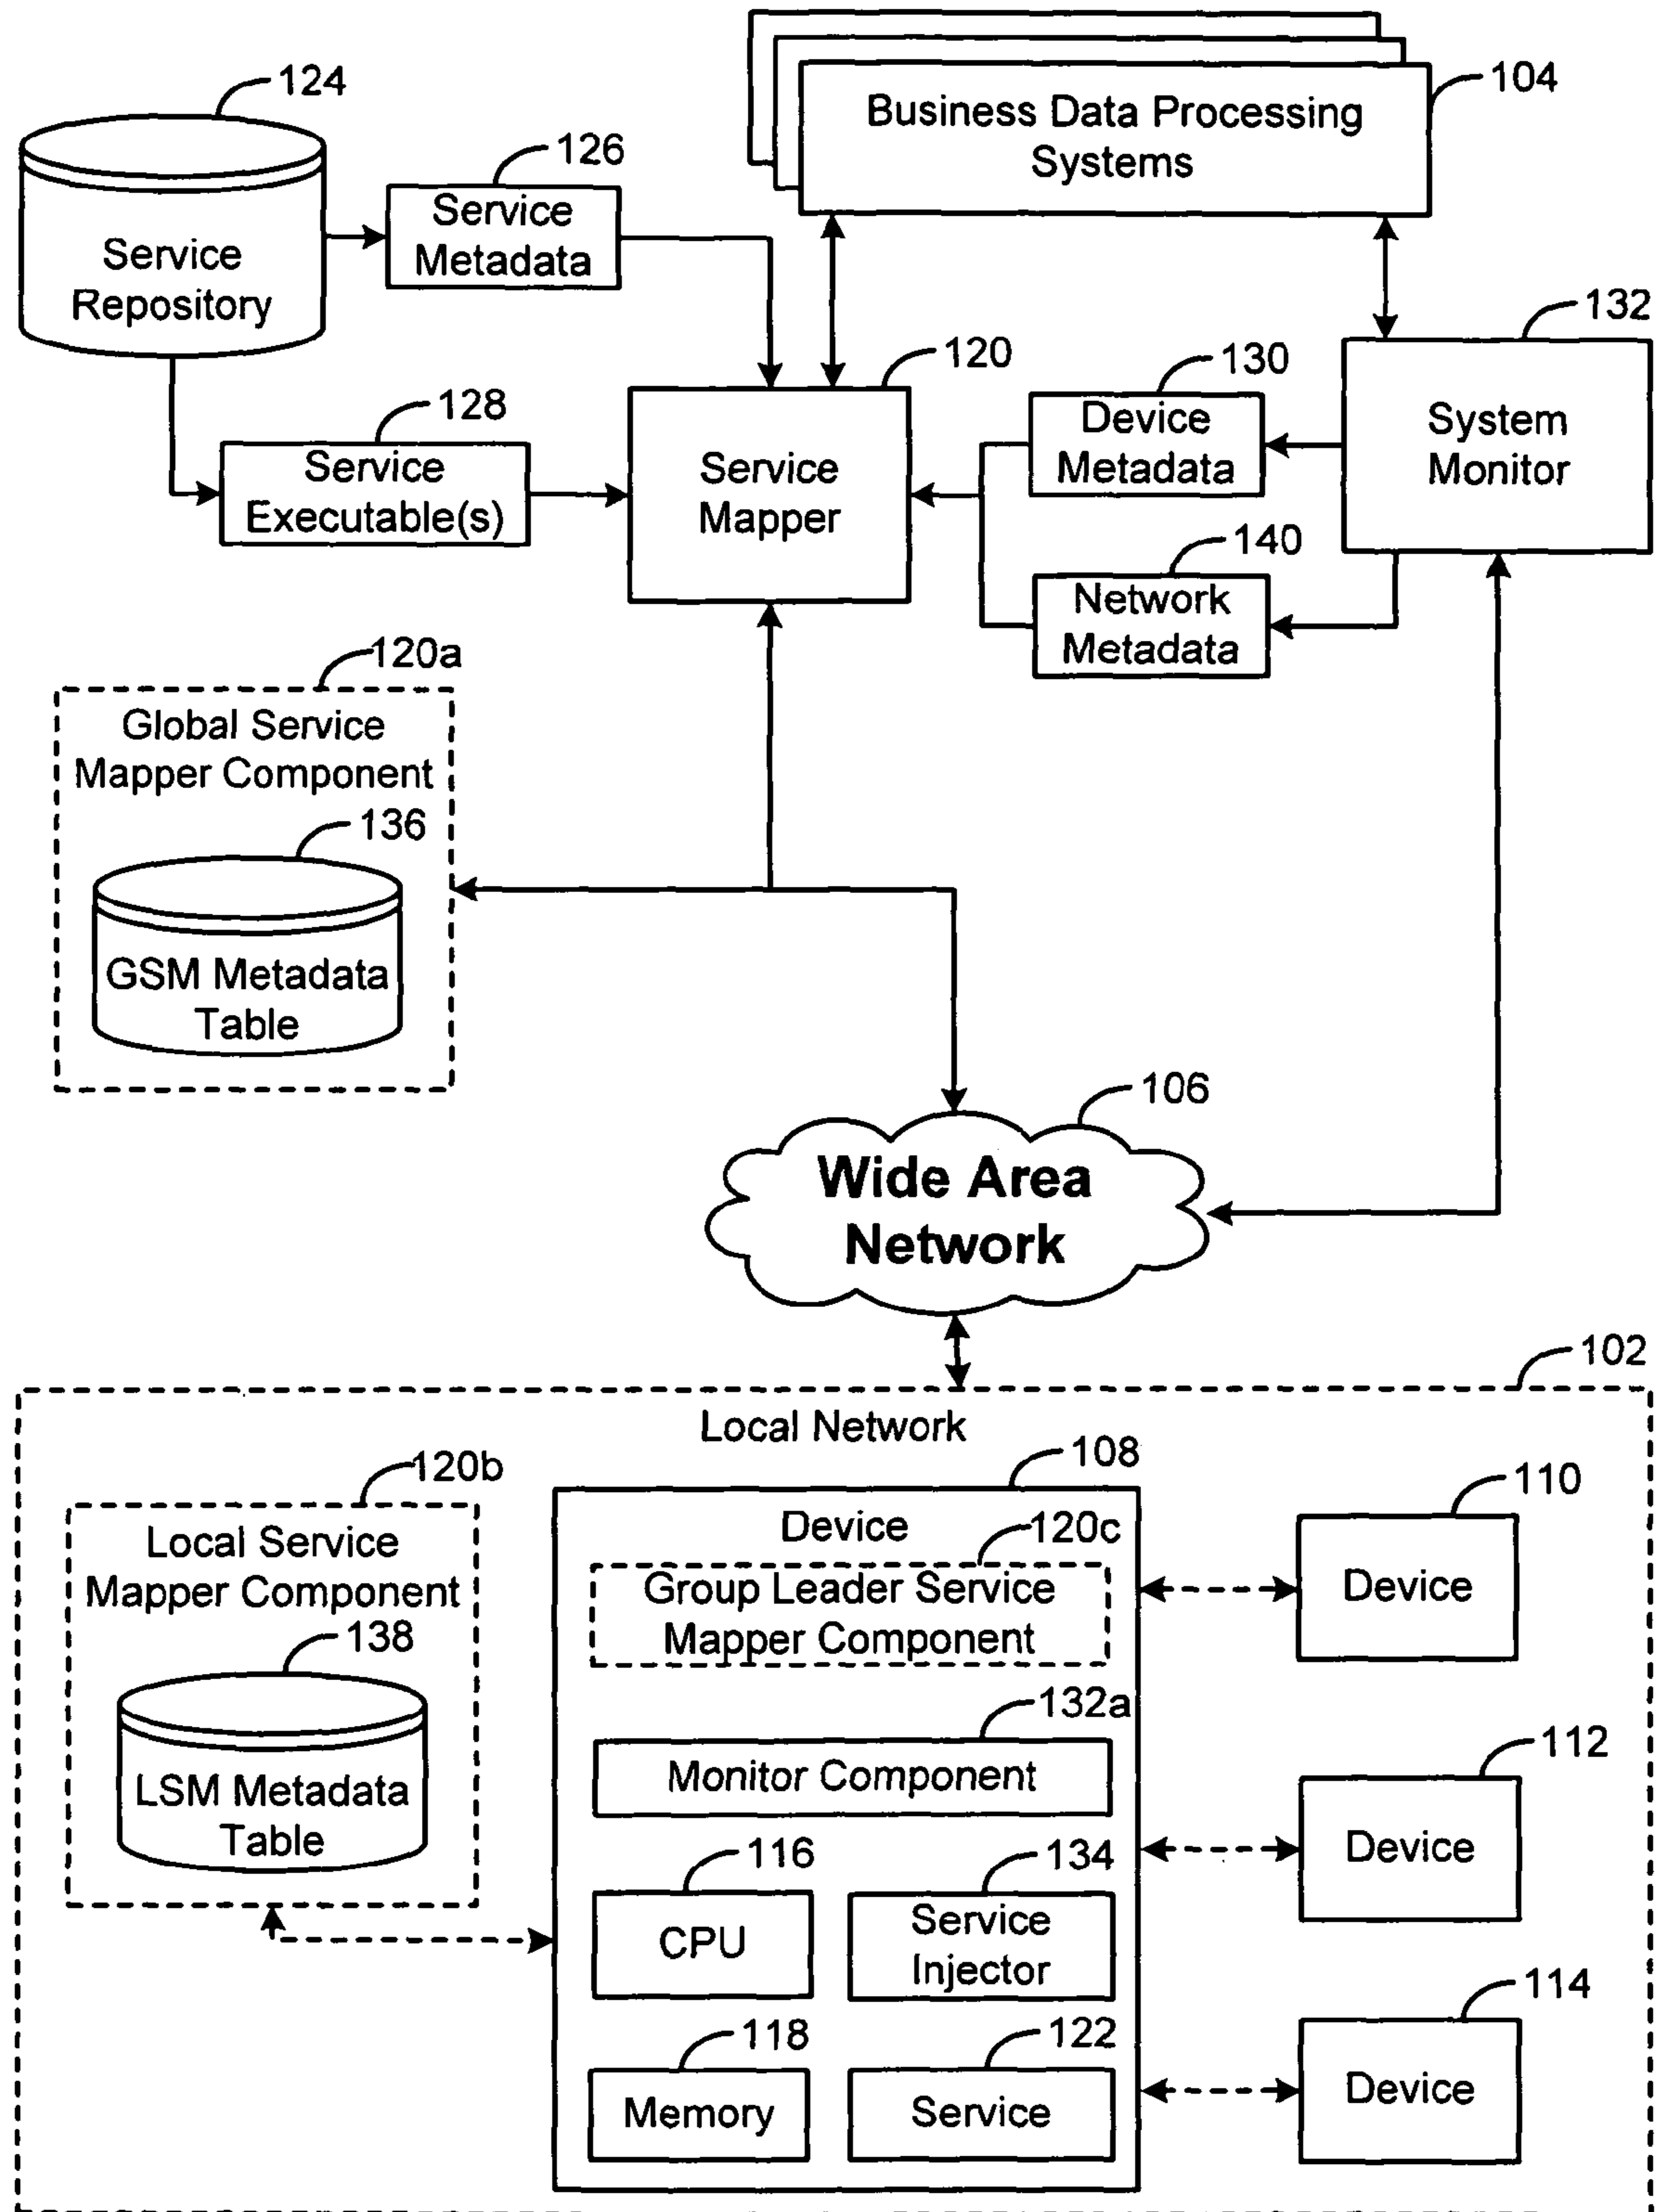 124
Service
Repository
126
Service
Metadata
104
Business Data Processing
Systems
128
Service
Executable(s)
120
Service
Mapper
130
Device
Metadata
132
System
Monitor
140
Network
Metadata
120a
Global Service
Mapper Component
136
GSM Metadata
Table
106
Wide Area
Network
102
Local Network
120b
Local Service
Mapper Component
138
LSM Metadata
Table
108
Device
120c
Group Leader Service
Mapper Component
132a
Monitor Component
116
CPU
134
Service
Injector
118
Memory
122
Service
110
Device
112
Device
114
Device